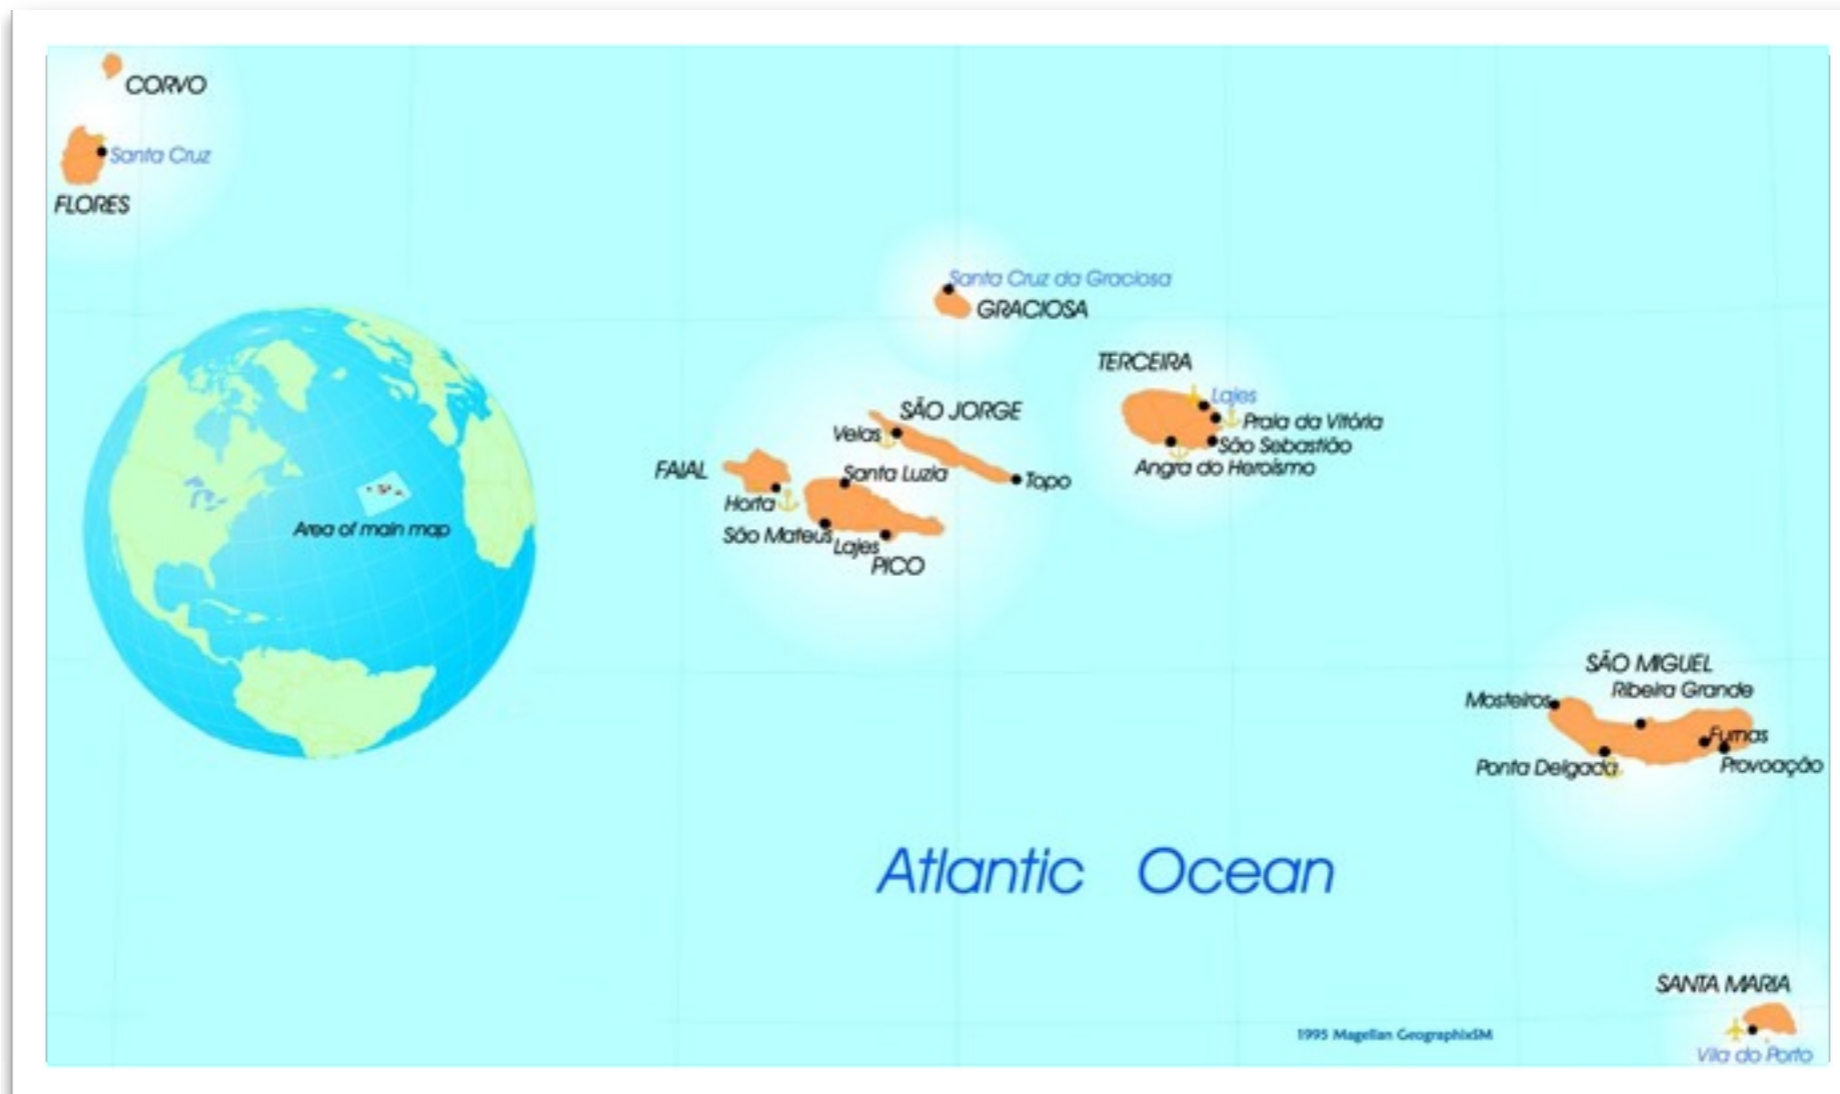 CORVO
Santa Cruz
FLORES
Santa Cruz da Graciosa
GRACIOSA
TERCEIRA
Lajes
SÃO JORGE
Praia da Vitória
Velas
São Sebastião
FAIAL
Santa Luzia
Angra do Heroísmo
Topo
Horta
São Mateus
Lajes
PICO
Area of main map
SÃO MIGUEL
Ribeira Grande
Mosteiros
Furnas
Ponta Delgada
Provoação
Atlantic Ocean
SANTA MARIA
1995 Magellan GeographixSM
Vila do Porto